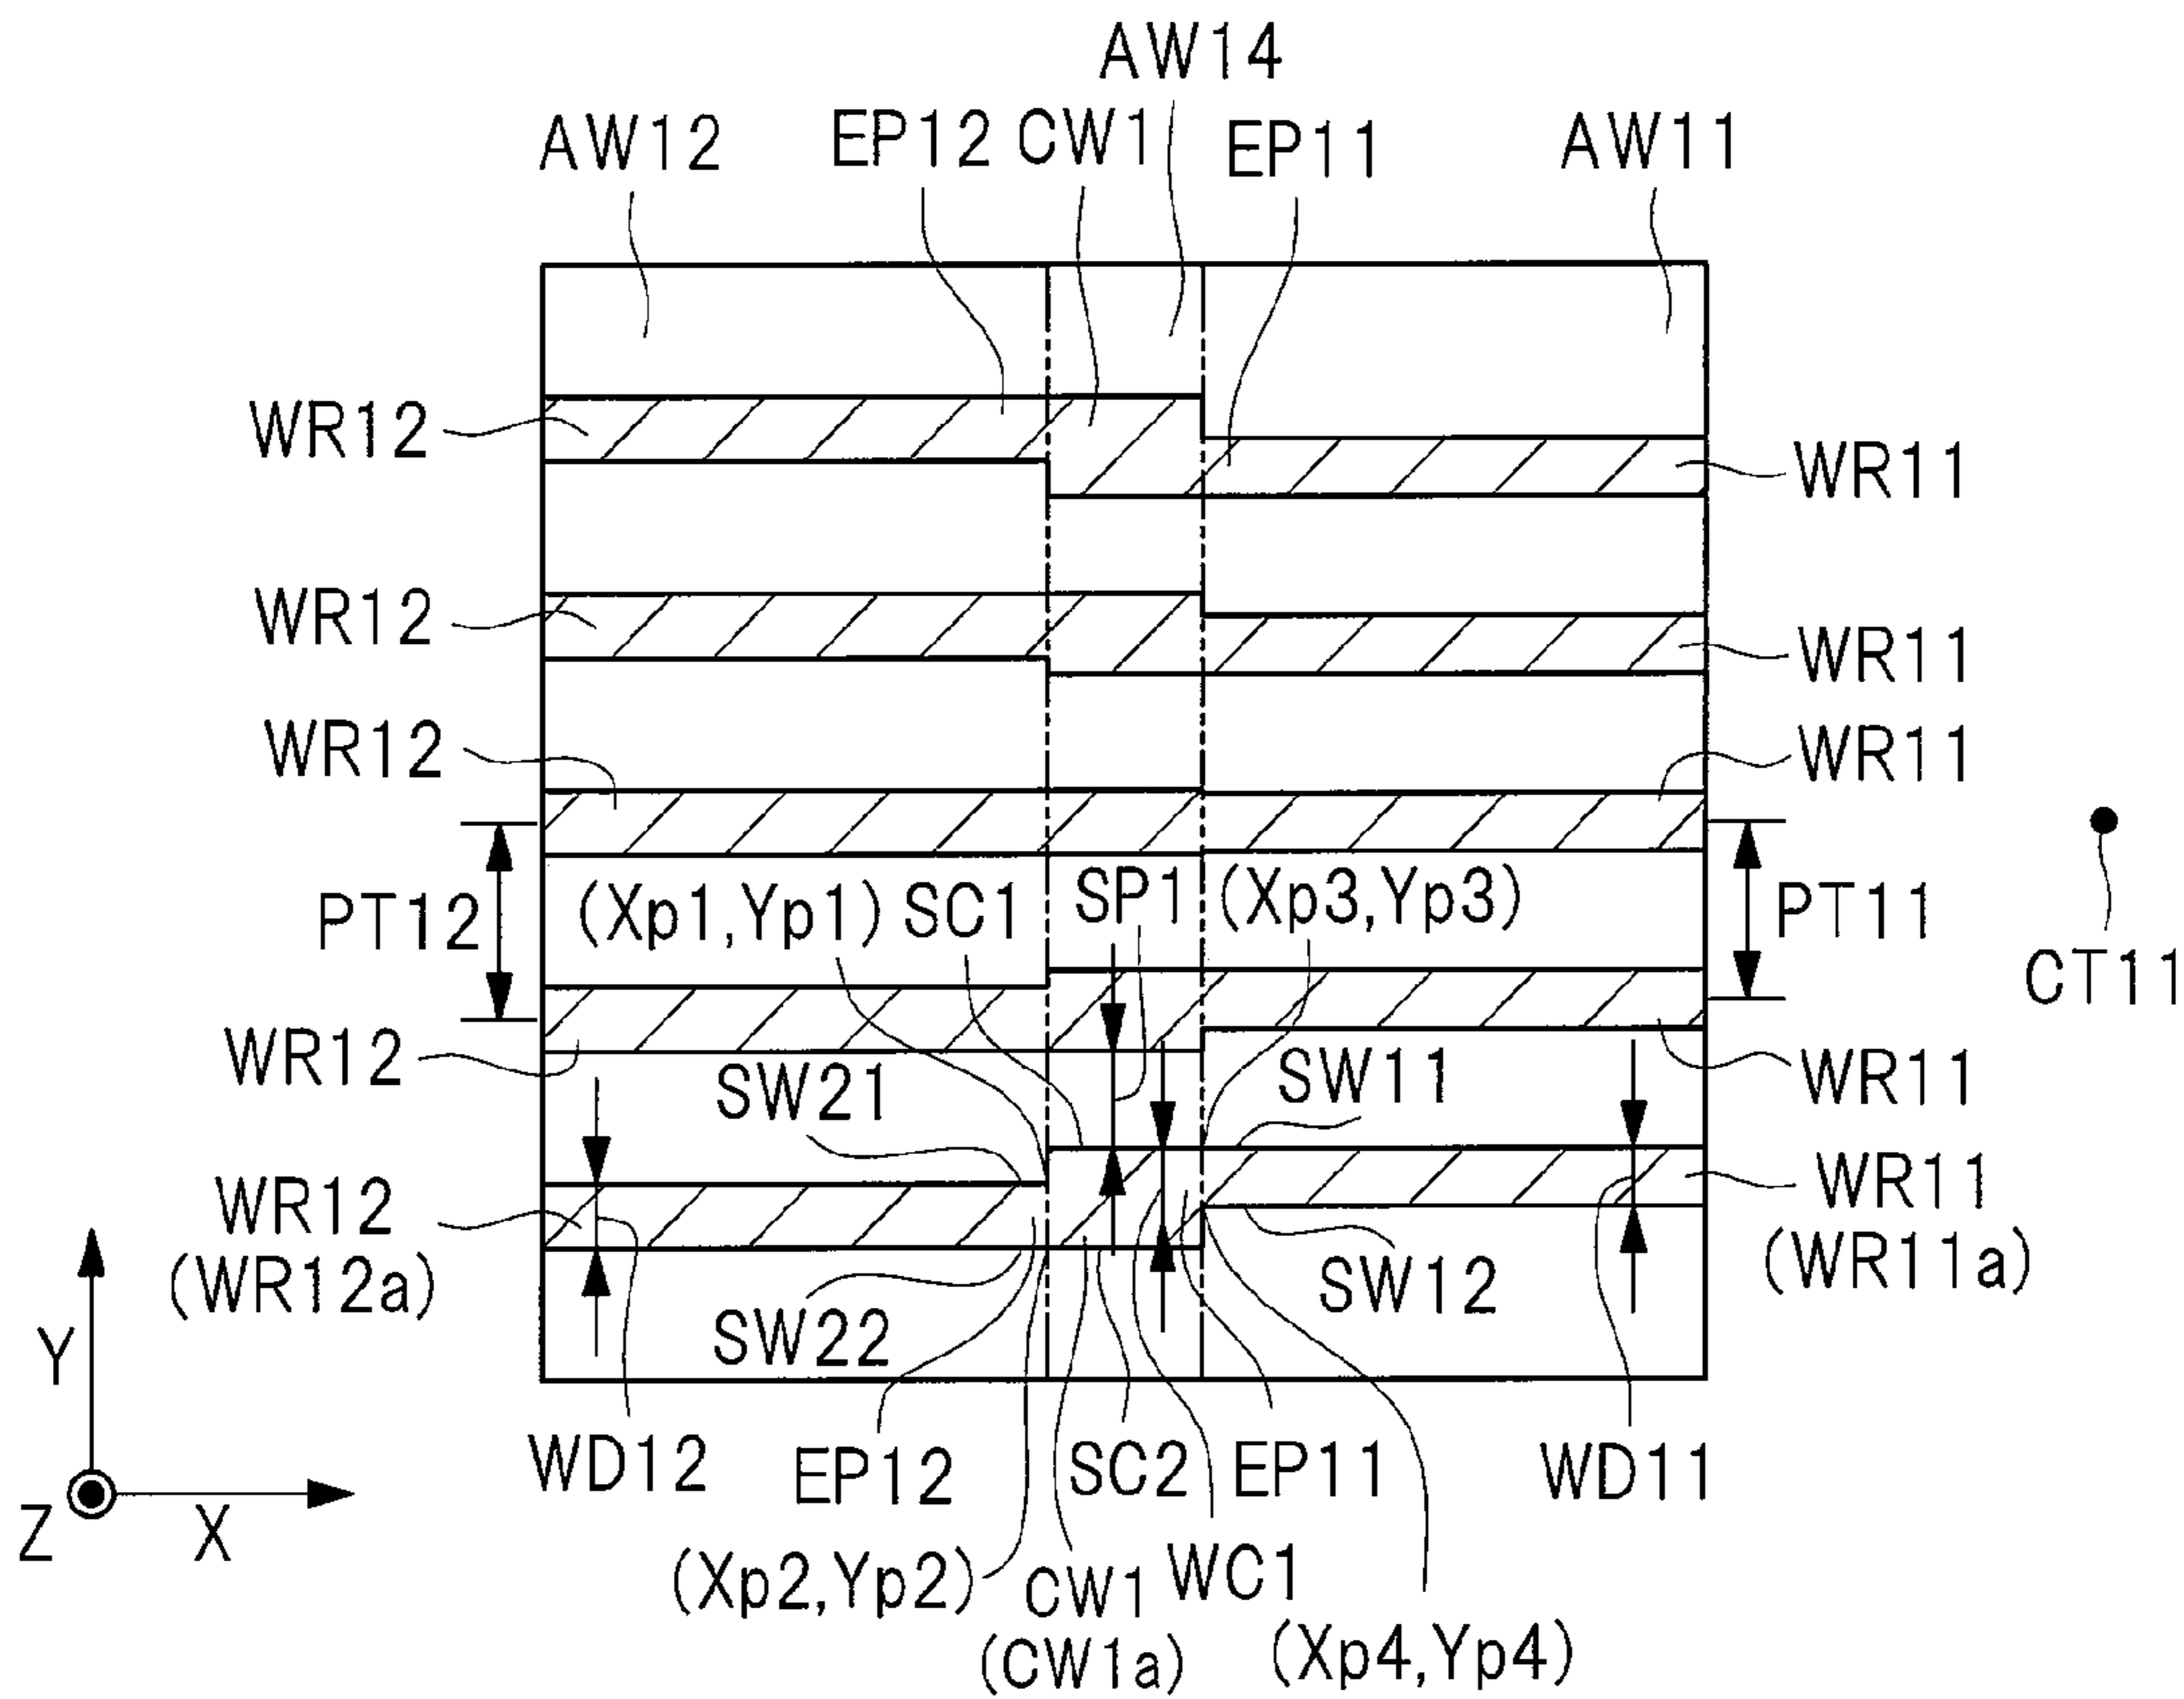 AW14
AW12 EP12 CW1 EP11 AW11
WR12
WR11
WR12
WR11
WR12
WR11
PT12
(Xp1,Yp1) SC1 SP1 (Xp3,Yp3)
PT11
CT11
WR12
SW21
SW11
WR11
WR12
(WR12a)
WR11
(WR11a)
SW22
SW12
Y
Z
X
WD12
EP12
SC2
EP11
WD11
(Xp2,Yp2)
CW1
(CW1a)
WC1
(Xp4,Yp4)